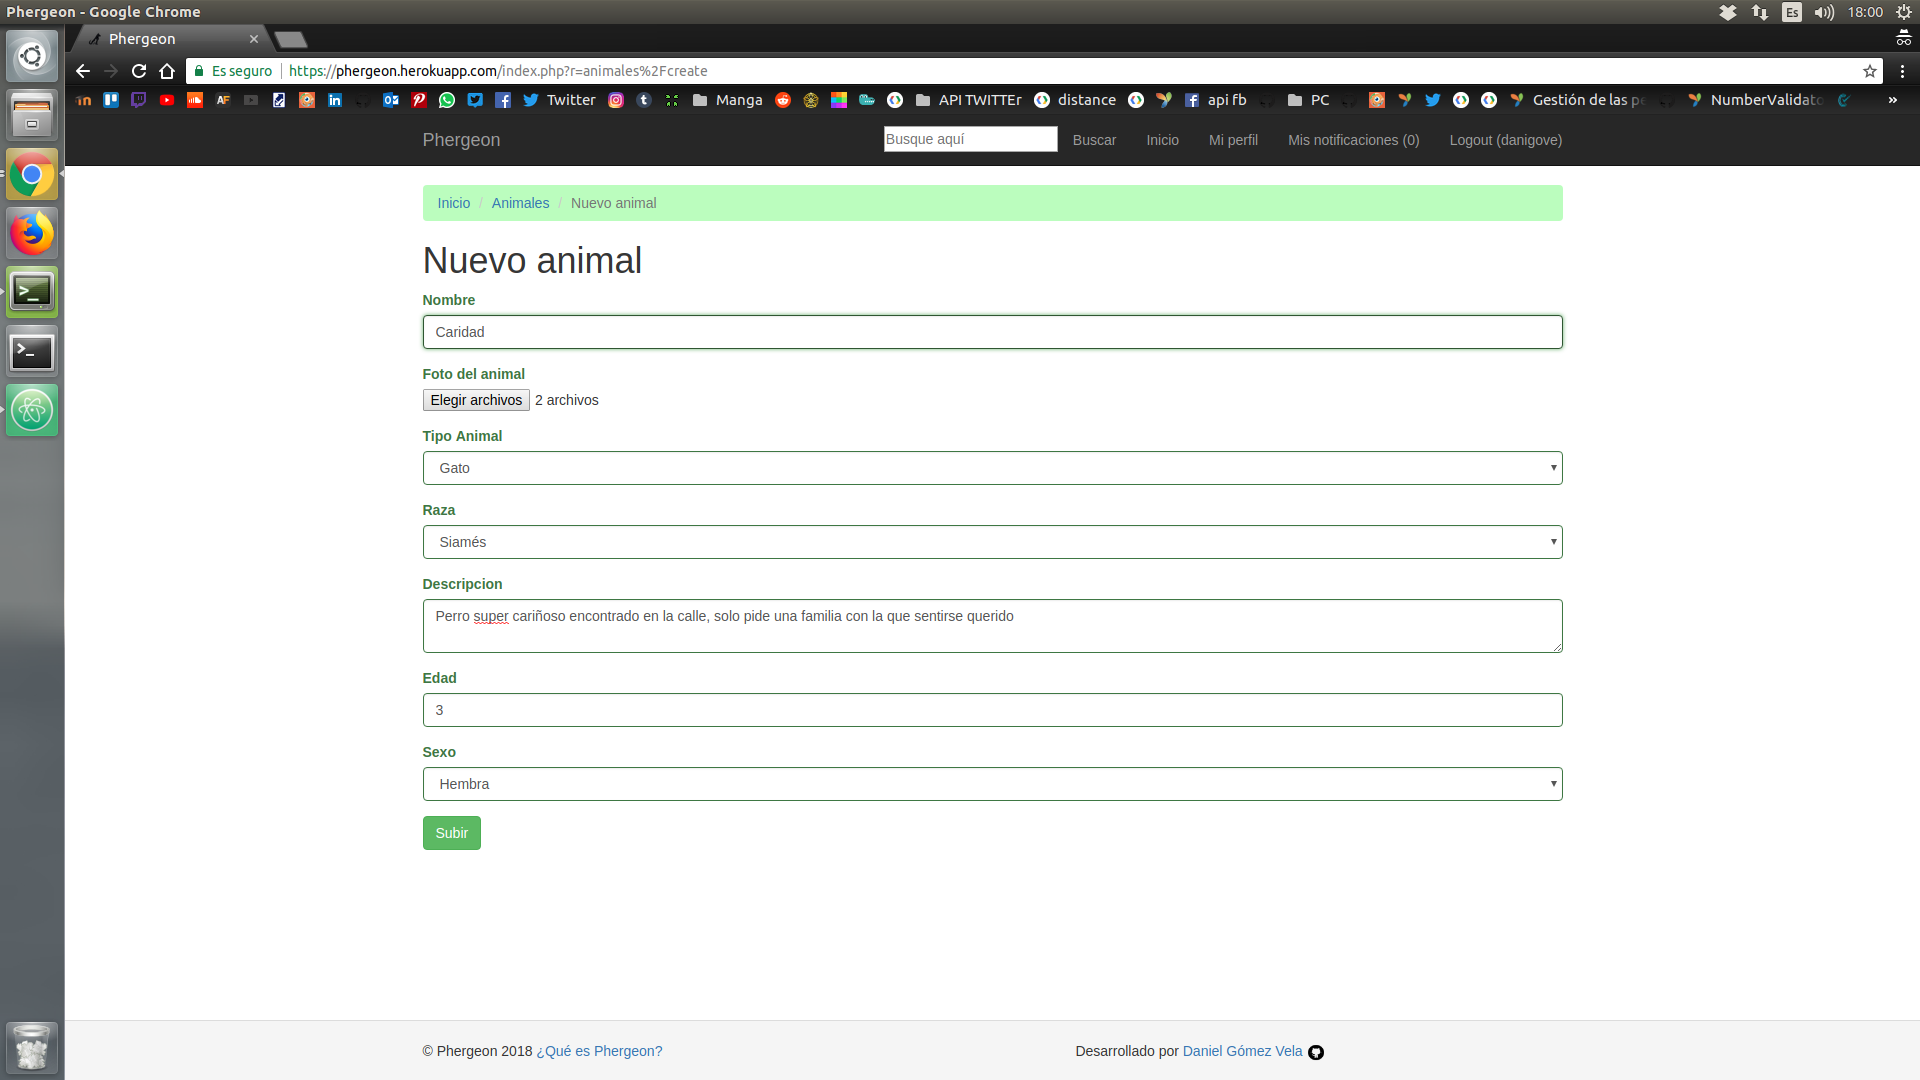 Phergeon - Google Chrome
Es
18:00
Phergeon
Es seguro
https://phergeon.herokuapp.com/index.php?r=animales%2Fcreate
Twitter
Manga
API TWITTEr
distance
api fb
PC
Gestión de las pe
NumberValidato
»
Phergeon
Busque aquí
Buscar
Inicio
Mi perfil
Mis notificaciones (0)
Logout (danigove)
Inicio / Animales / Nuevo animal
Nuevo animal
Nombre
Caridad
Foto del animal
Elegir archivos 2 archivos
Tipo Animal
Gato
Raza
Siamés
Descripcion
Perro super cariñoso encontrado en la calle, solo pide una familia con la que sentirse querido
Edad
3
Sexo
Hembra
Subir
© Phergeon 2018 ¿Qué es Phergeon?
Desarrollado por Daniel Gómez Vela